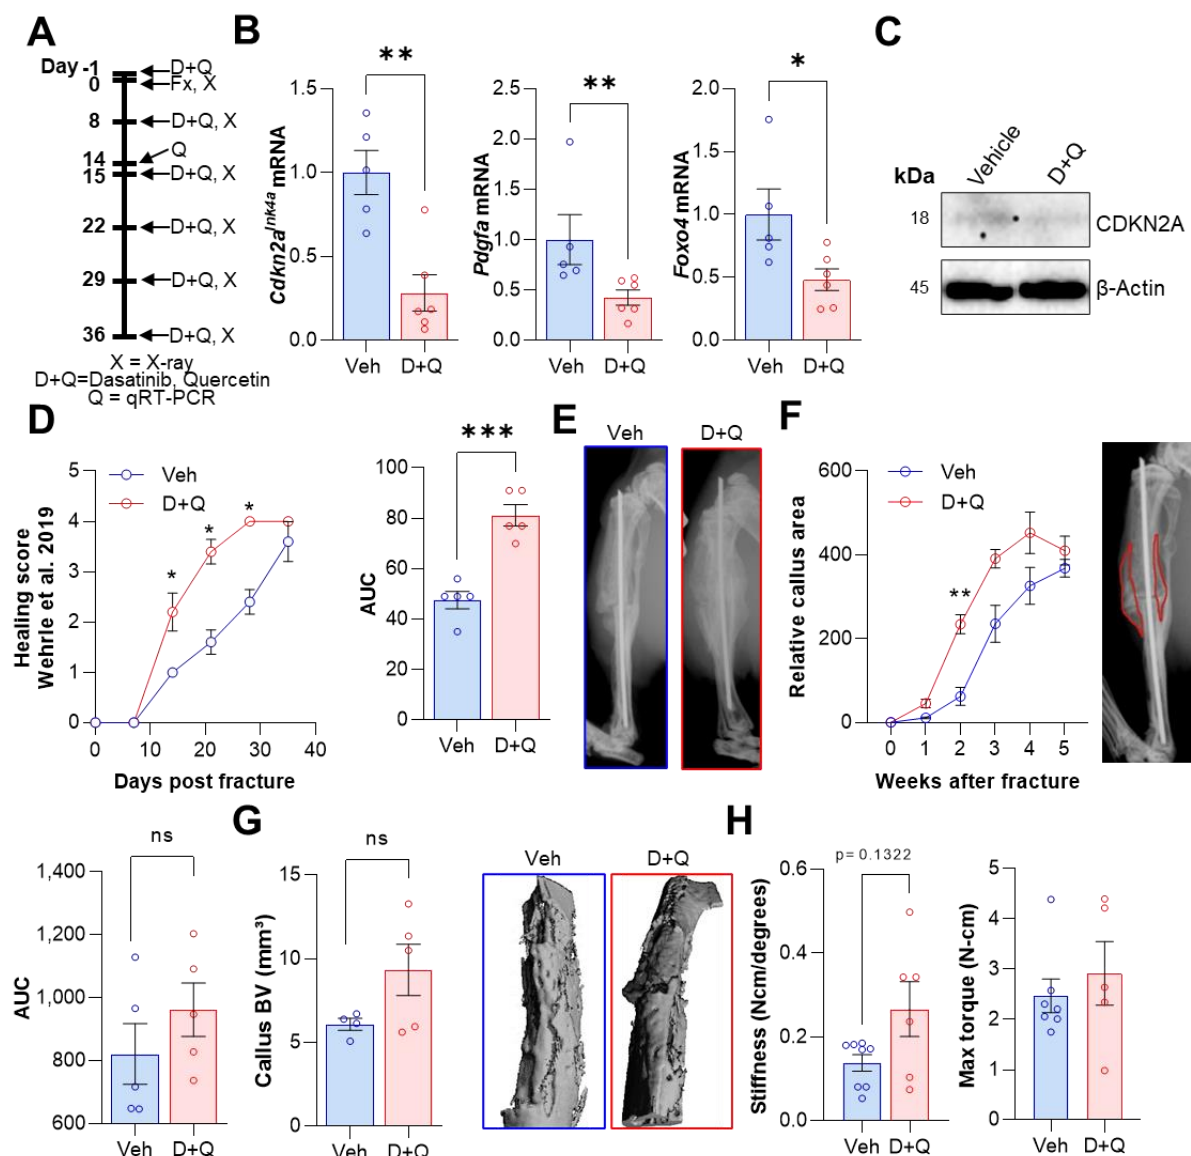 A
Day -1
D+Q
0
Fx, X
8
D+Q, X
14
Q
15
D+Q, X
22
D+Q, X
29
D+Q, X
36
D+Q, X
X = X-ray
D+Q=Dasatinib, Quercetin
Q = qRT-PCR
B
**
Cdkn2a^Ink4a mRNA
1.5
1.0
0.5
0.0
Veh
D+Q
**
Pdgfa mRNA
2.5
2.0
1.5
1.0
0.5
0.0
Veh
D+Q
*
Foxo4 mRNA
2.0
1.5
1.0
0.5
0.0
Veh
D+Q
C
Vehicle
D+Q
kDa
18
CDKN2A
45
β-Actin
D
Veh
D+Q
Healing score
Wehrle et al. 2019
5
4
3
2
1
0
*
*
*
0
10
20
30
40
Days post fracture
***
AUC
100
80
60
40
20
0
Veh
D+Q
E
Veh
D+Q
F
Veh
D+Q
Relative callus area
600
400
200
0
**
0
1
2
3
4
5
Weeks after fracture
ns
AUC
1,400
1,200
1,000
800
600
Veh
D+Q
G
ns
Callus BV (mm³)
15
10
5
0
Veh
D+Q
Veh
D+Q
H
p= 0.1322
Stiffness (Ncm/degrees)
0.6
0.4
0.2
0.0
Veh
D+Q
Max torque (N-cm)
5
4
3
2
1
0
Veh
D+Q